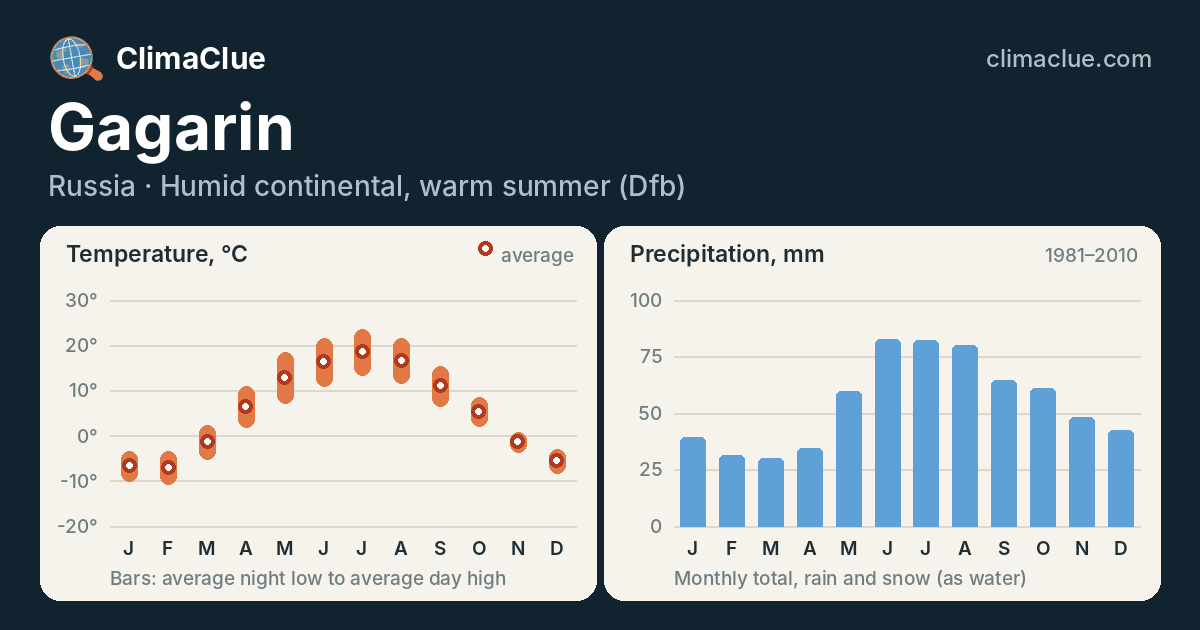 ClimaClue
climaclue.com
Gagarin
Russia · Humid continental, warm summer (Dfb)
Temperature, °C
average
30°
20°
10°
0°
-10°
-20°
J F M A M J J A S O N D
Bars: average night low to average day high
Precipitation, mm
1981–2010
100
75
50
25
0
J F M A M J J A S O N D
Monthly total, rain and snow (as water)